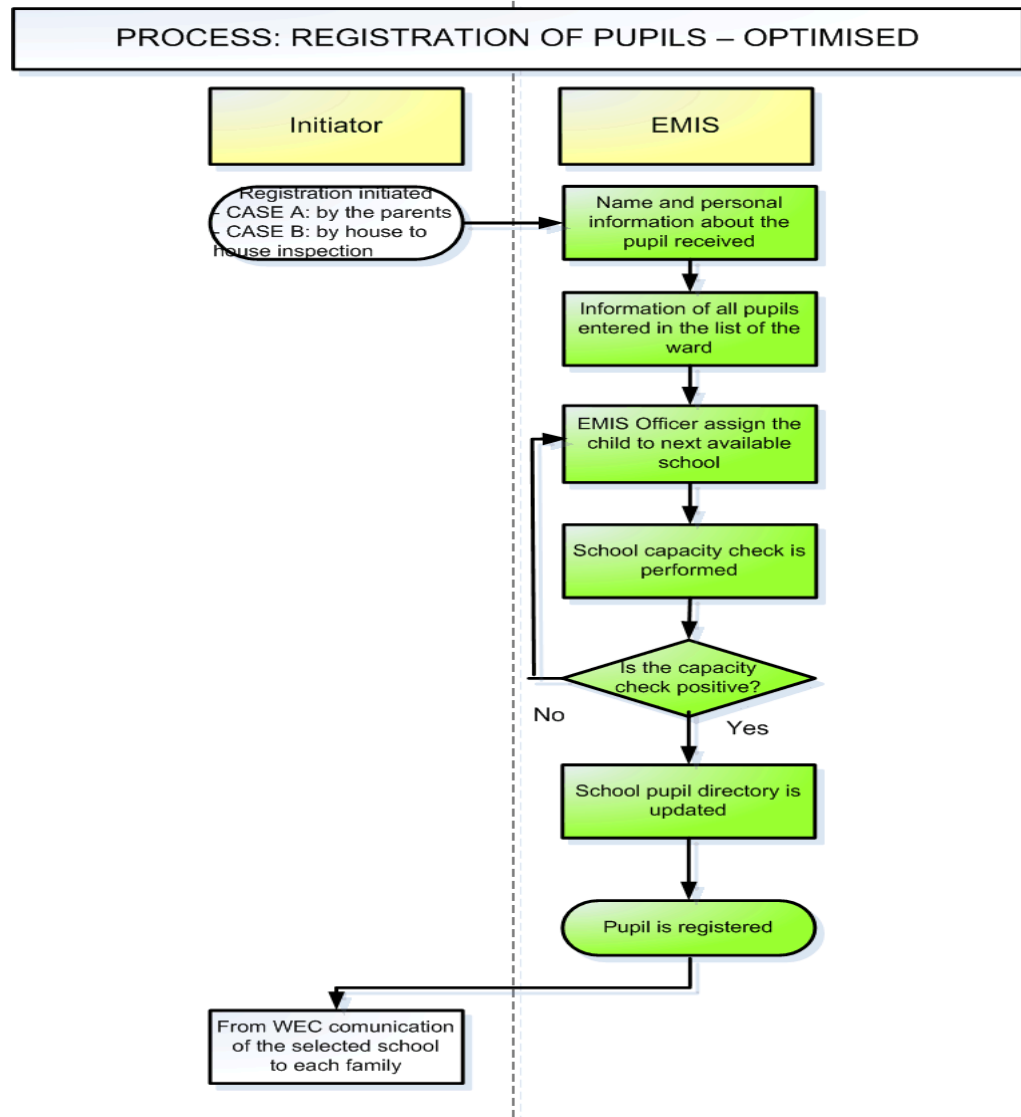 PROCESS: REGISTRATION OF PUPILS – OPTIMISED
Initiator
EMIS
Registration initiated
- CASE A: by the parents
- CASE B: by house to
house inspection
Name and personal
information about the
pupil received
Information of all pupils
entered in the list of the
ward
EMIS Officer assign the
child to next available
school
School capacity check is
performed
Is the capacity
check positive?
No
Yes
School pupil directory is
updated
Pupil is registered
From WEC comunication
of the selected school
to each family